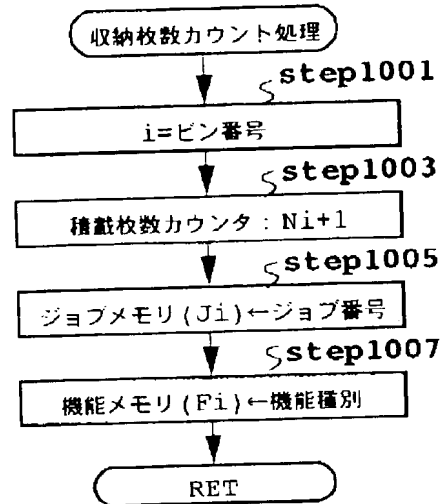 収納枚数カウント処理
step1001
i=ビン番号
step1003
積載枚数カウンタ：Ni+1
step1005
ジョブメモリ(Ji)←ジョブ番号
step1007
機能メモリ(Fi)←機能種別
RET